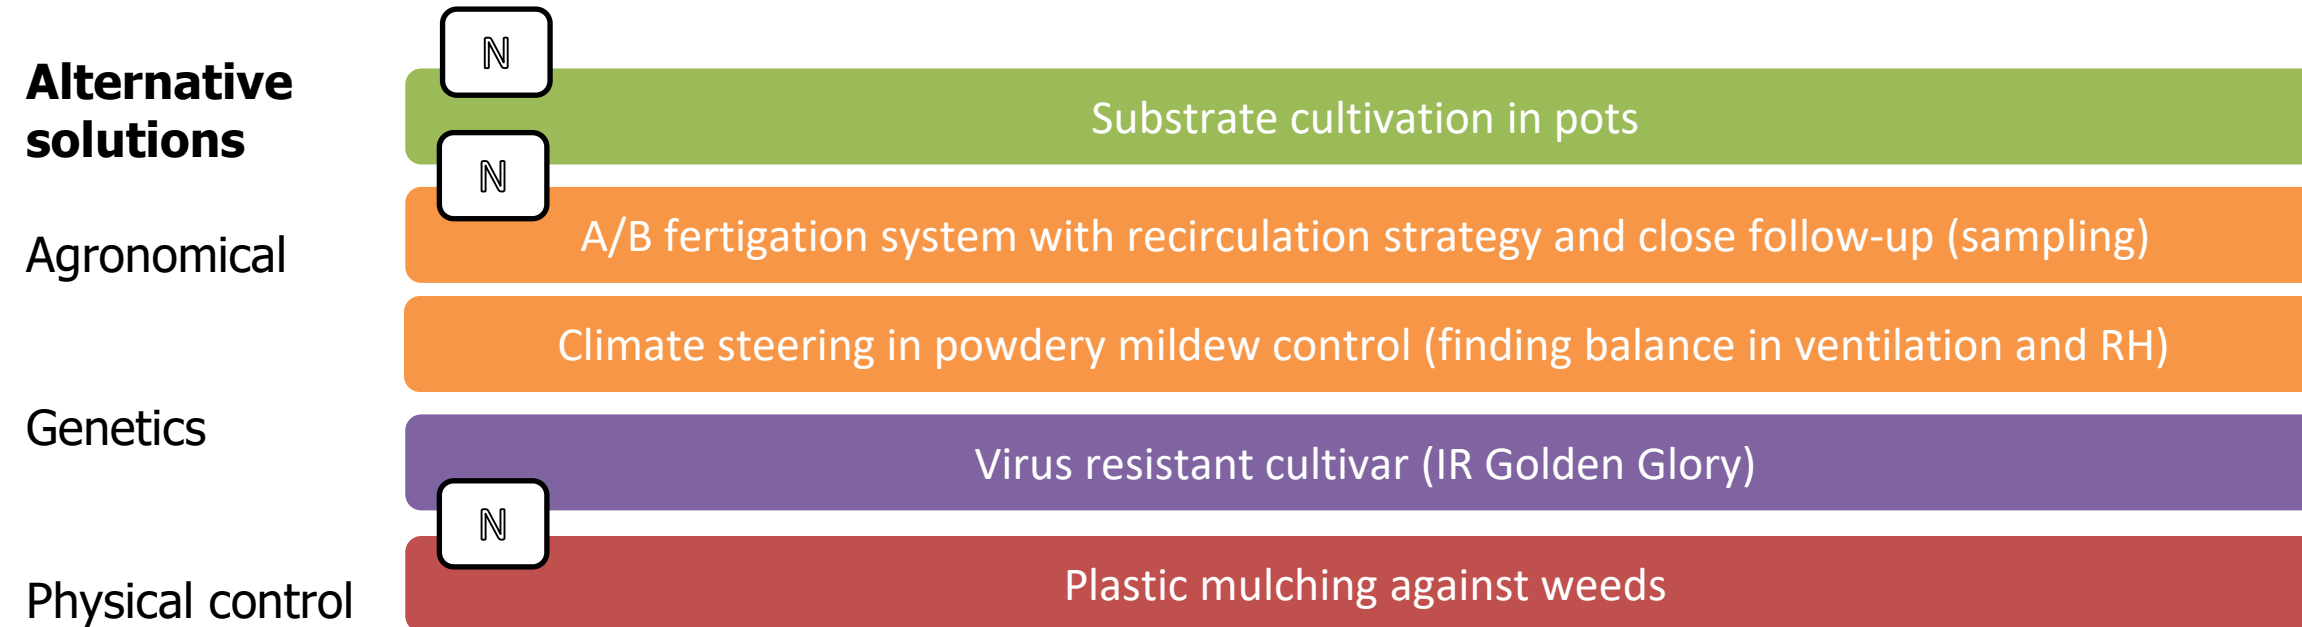 Alternative
solutions
ℕ
Substrate cultivation in pots
ℕ
Agronomical
A/B fertigation system with recirculation strategy and close follow-up (sampling)
Climate steering in powdery mildew control (finding balance in ventilation and RH)
Genetics
Virus resistant cultivar (IR Golden Glory)
ℕ
Physical control
Plastic mulching against weeds